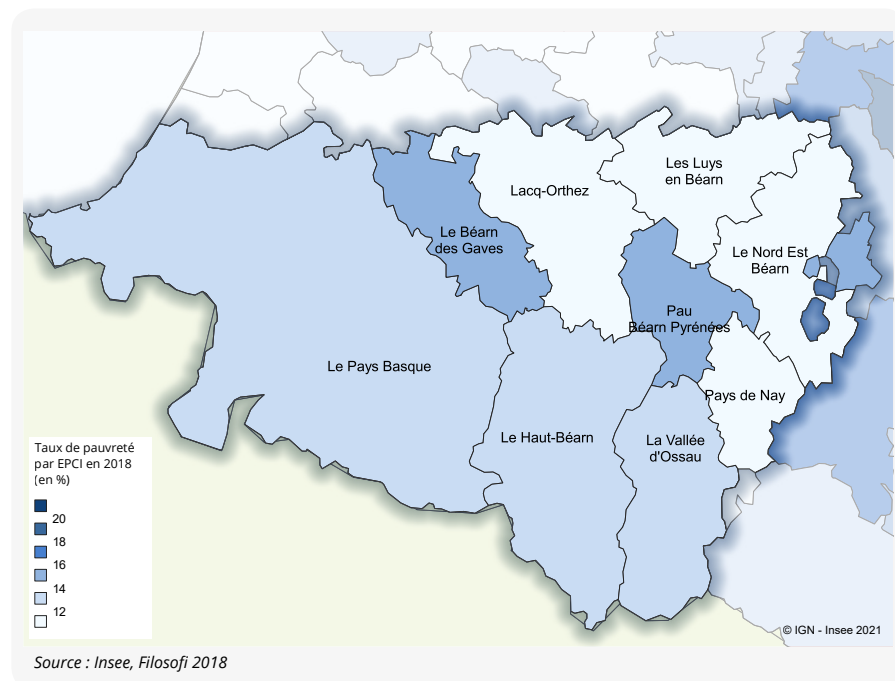 Les Luys
en Béarn
Lacq-Orthez
Le Béarn
des Gaves
Le Nord Est
Béarn
Pau
Béarn Pyrénées
Le Pays Basque
Pays de Nay
Le Haut-Béarn
La Vallée
d'Ossau
Taux de pauvreté
par EPCI en 2018
(en %)
20
18
16
14
12
© IGN - Insee 2021
Source : Insee, Filosofi 2018